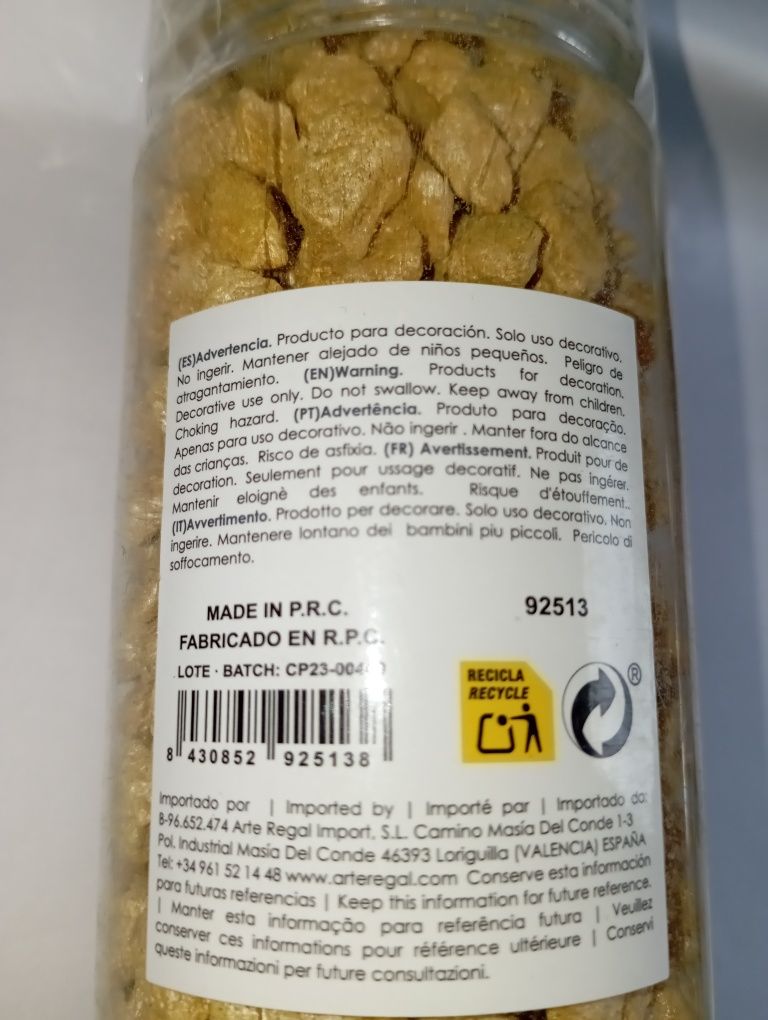 (ES)Advertencia. Producto para decoración. Solo uso decorativo.
No ingerir. Mantener alejado de niños pequeños. Peligro de
atragantamiento. (EN)Warning. Products for decoration.
Decorative use only. Do not swallow. Keep away from children.
Choking hazard. (PT)Advertência. Produto para decoração.
Apenas para uso decorativo. Não ingerir . Manter fora do alcance
das crianças. Risco de asfixia. (FR) Avertissement. Produit pour de
decoration. Seulement pour ussage decoratif. Ne pas ingérer.
Mantenir eloignè des enfants. Risque d'étouffement..
(IT)Avvertimento. Prodotto per decorare. Solo uso decorativo. Non
ingerire. Mantenere lontano dei bambini piu piccoli. Pericolo di
soffocamento.
MADE IN P.R.C.
FABRICADO EN R.P.C.
92513
LOTE · BATCH:
RECICLA
RECYCLE
®
8 430852 925138
Importado por | Imported by | Importé par | Importado da:
B-96.652.474 Arte Regal Import, S.L. Camino Masía Del Conde 1-3
Pol. Industrial Masia Del Conde 46393 Loriguilla (VALENCIA) ESPAÑA
Tel: +34 961 52 14 48 www.arteregal.com Conserve esta información
para futuras referencias | Keep this information for future reference.
| Manter esta informação para referência futura | Veuillez
conserver ces informations pour référence ultérieure | Conservi
queste informazioni per future consultazioni.